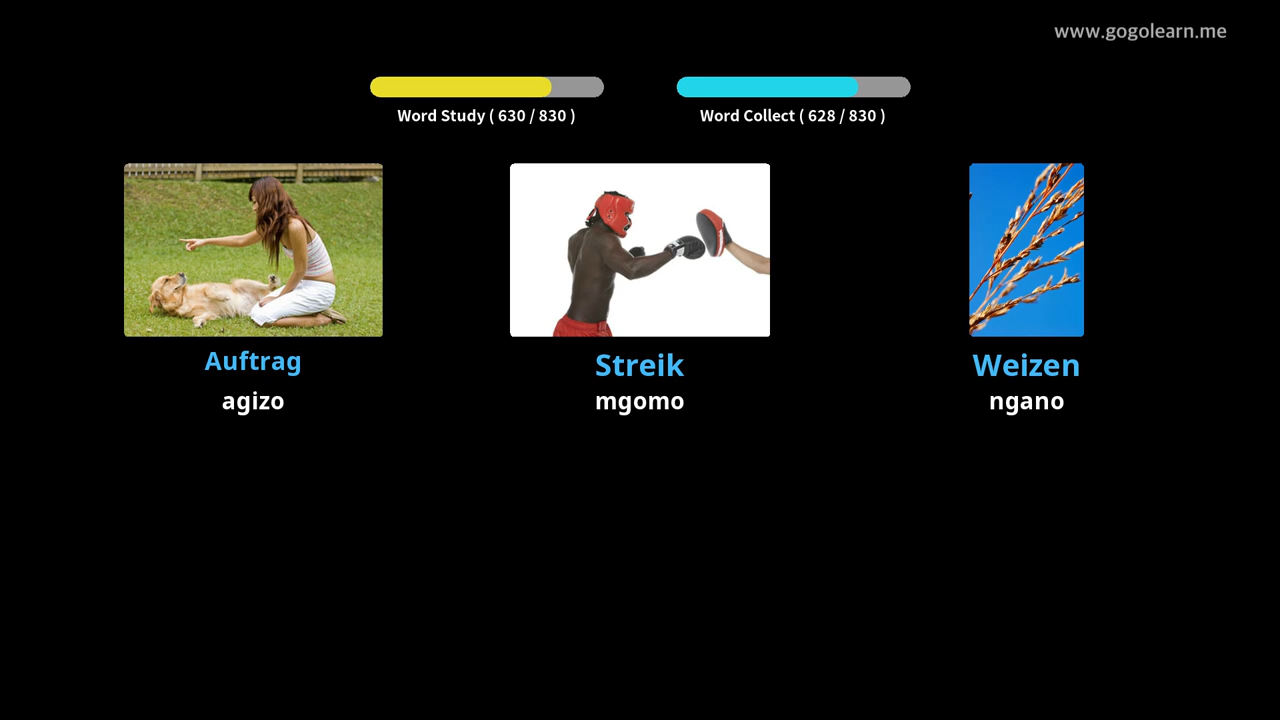 www.gogolearn.me
Word Study ( 630 / 830 )
Word Collect ( 628 / 830 )
Auftrag
agizo
Streik
mgomo
Weizen
ngano